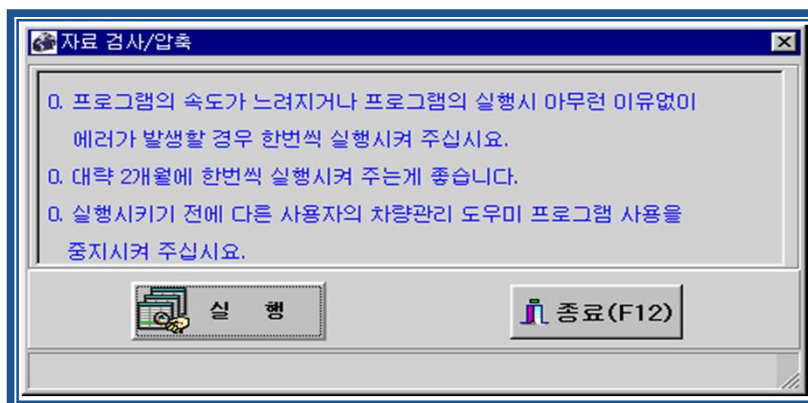 자료 검사/압축
0. 프로그램의 속도가 느려지거나 프로그램의 실행시 아무런 이유없이
에러가 발생할 경우 한번씩 실행시켜 주십시요.
0. 대략 2개월에 한번씩 실행시켜 주는게 좋습니다.
0. 실행시키기 전에 다른 사용자의 차량관리 도우미 프로그램 사용을
중지시켜 주십시요.
실 행
종료(F12)